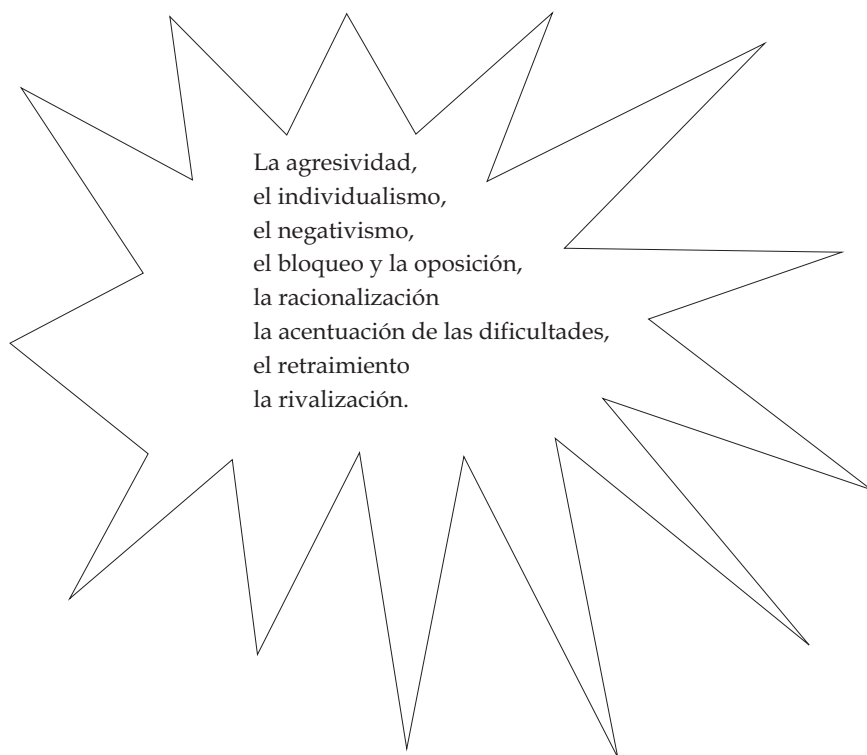 La agresividad,
el individualismo,
el negativismo,
el bloqueo y la oposición,
la racionalización
la acentuación de las dificultades,
el retraimiento
la rivalización.